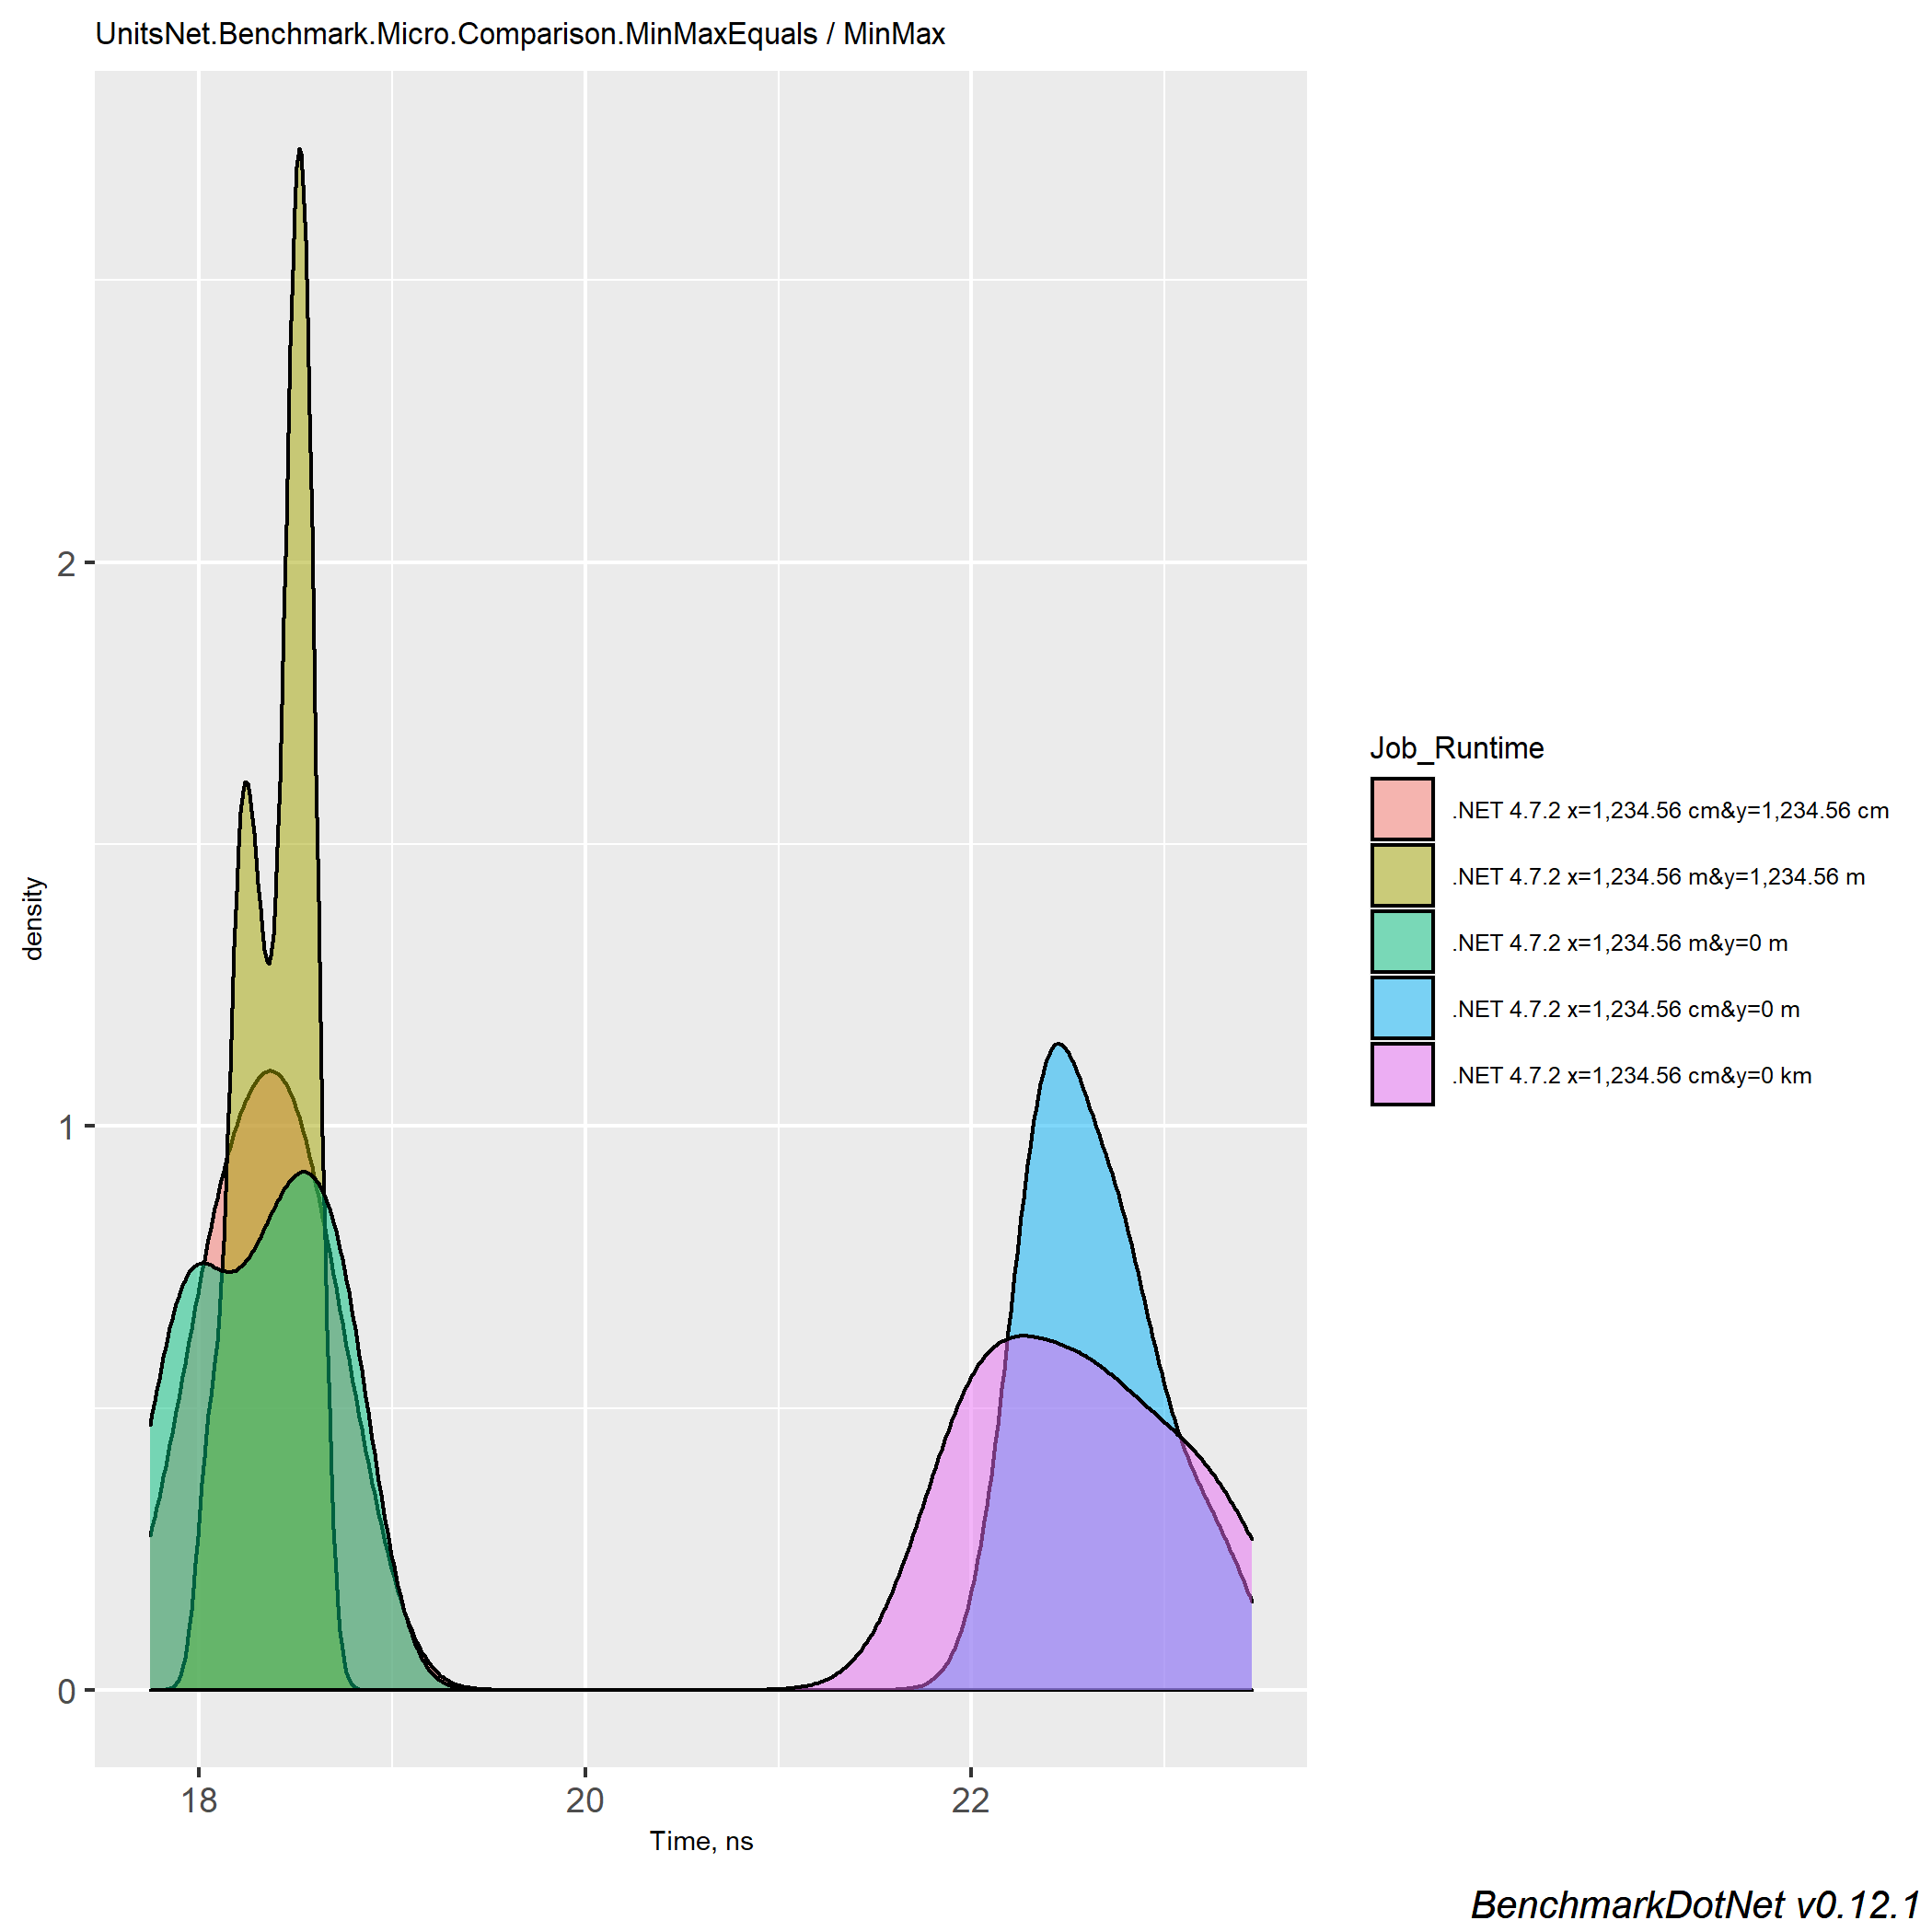 UnitsNet.Benchmark.Micro.Comparison.MinMaxEquals / MinMax
density
2
1
0
18
20
22
Time, ns
Job_Runtime
.NET 4.7.2 x=1,234.56 cm&y=1,234.56 cm
.NET 4.7.2 x=1,234.56 m&y=1,234.56 m
.NET 4.7.2 x=1,234.56 m&y=0 m
.NET 4.7.2 x=1,234.56 cm&y=0 m
.NET 4.7.2 x=1,234.56 cm&y=0 km
BenchmarkDotNet v0.12.1